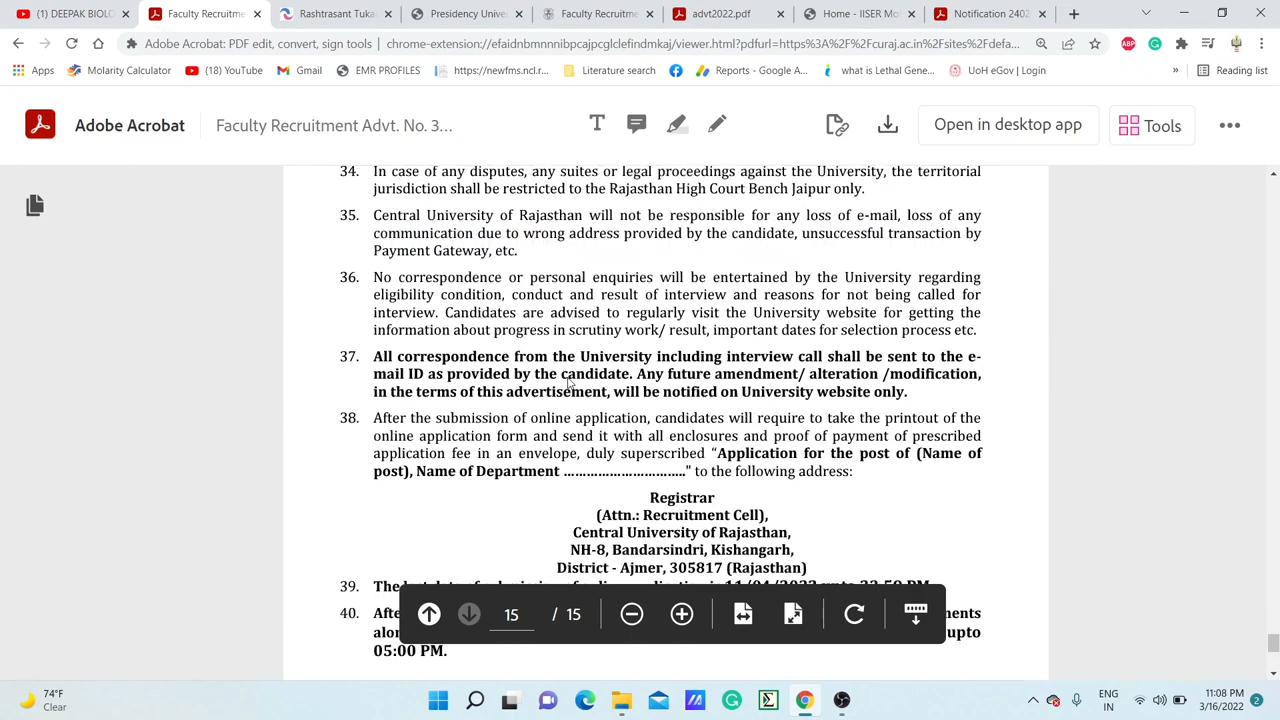 (1) DEEPAK BIOLO
Faculty Recruitme
Rashtrasant Tuka
Presidency Unive
Faculty Recruitm
advt2022.pdf
Home - IISER Mo
Notification 2402
Adobe Acrobat: PDF edit, convert, sign tools | chrome-extension://efaidnbmnnnibpcajpcglclefindmkaj/viewer.html?pdfurl=https%3A%2F%2Fcuraj.ac.in%2Fsites%2Fdefa...
Apps
Molarity Calculator
(18) YouTube
Gmail
EMR PROFILES
https://newfms.ncl.r...
Literature search
Reports - Google A...
what is Lethal Gene...
UoH eGov | Login
»
Reading list
Adobe Acrobat
Faculty Recruitment Advt. No. 3...
Open in desktop app
Tools
34. In case of any disputes, any suites or legal proceedings against the University, the territorial
jurisdiction shall be restricted to the Rajasthan High Court Bench Jaipur only.
35. Central University of Rajasthan will not be responsible for any loss of e-mail, loss of any
communication due to wrong address provided by the candidate, unsuccessful transaction by
Payment Gateway, etc.
36. No correspondence or personal enquiries will be entertained by the University regarding
eligibility condition, conduct and result of interview and reasons for not being called for
interview. Candidates are advised to regularly visit the University website for getting the
information about progress in scrutiny work/ result, important dates for selection process etc.
37. All correspondence from the University including interview call shall be sent to the e-
mail ID as provided by the candidate. Any future amendment/ alteration /modification,
in the terms of this advertisement, will be notified on University website only.
38. After the submission of online application, candidates will require to take the printout of the
online application form and send it with all enclosures and proof of payment of prescribed
application fee in an envelope, duly superscribed “Application for the post of (Name of
post), Name of Department ................................" to the following address:
Registrar
(Attn.: Recruitment Cell),
Central University of Rajasthan,
NH-8, Bandarsindri, Kishangarh,
District - Ajmer, 305817 (Rajasthan)
39. The
40. Afte
ments
alon
upto
05:00 PM.
15 / 15
74°F
Clear
ENG
IN
11:08 PM
3/16/2022
2